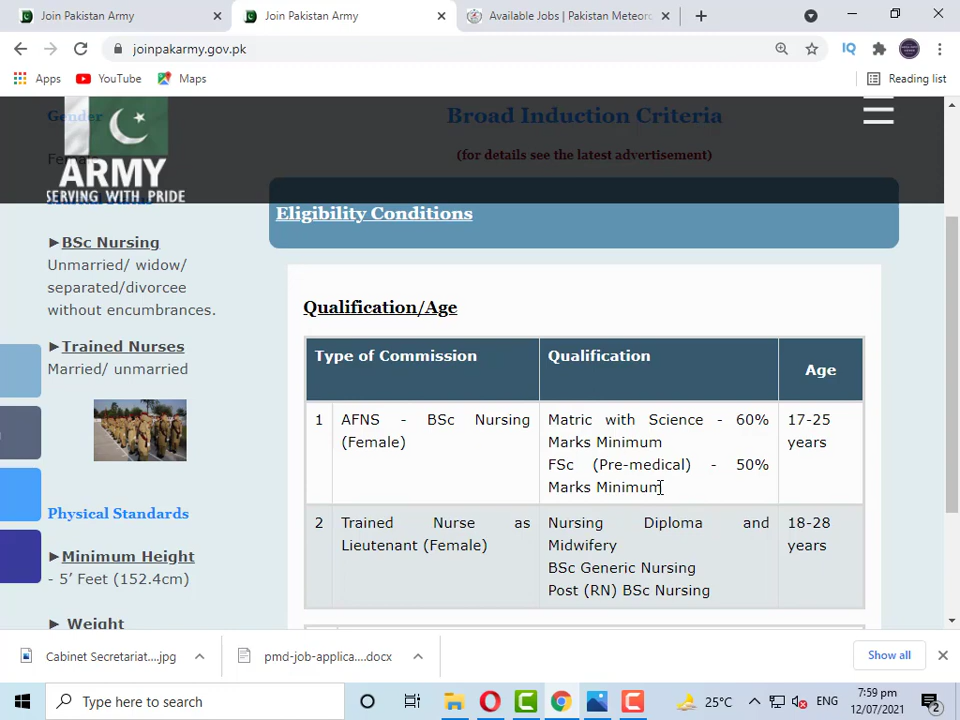 Join Pakistan Army
Join Pakistan Army
Available Jobs | Pakistan Meteoro
joinpakarmy.gov.pk
Apps
YouTube
Maps
Reading list
Gender
Broad Induction Criteria
(for details see the latest advertisement)
ARMY
SERVING WITH PRIDE
Eligibility Conditions
►BSc Nursing
Unmarried/ widow/
separated/divorcee
without encumbrances.
►Trained Nurses
Married/ unmarried
Physical Standards
►Minimum Height
- 5’ Feet (152.4cm)
► Weight
Qualification/Age
Type of Commission
Qualification
Age
1
AFNS - BSc Nursing
(Female)
Matric with Science - 60%
Marks Minimum
FSc (Pre-medical) - 50%
Marks Minimum
17-25
years
2
Trained Nurse as
Lieutenant (Female)
Nursing Diploma and
Midwifery
BSc Generic Nursing
Post (RN) BSc Nursing
18-28
years
Cabinet Secretariat....jpg
pmd-job-applica....docx
Show all
Type here to search
25°C
ENG
7:59 pm
12/07/2021
2